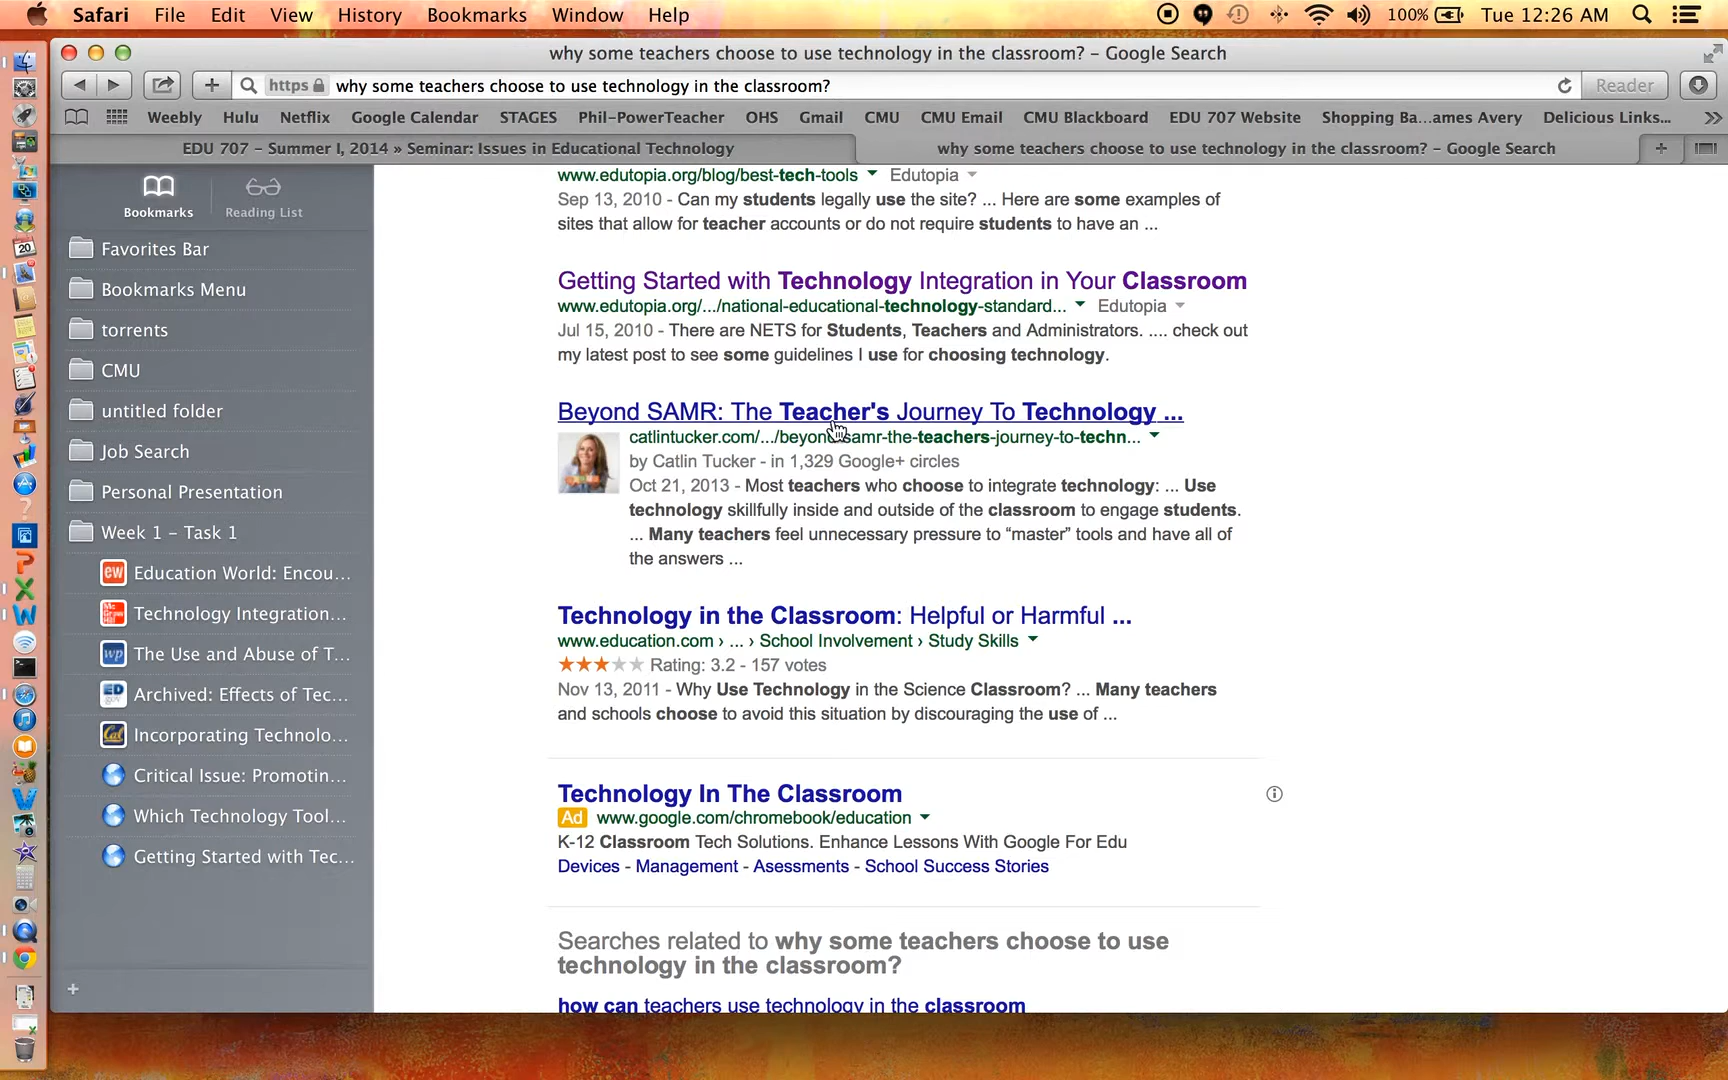 Safari File Edit View History Bookmarks Window Help 100% Tue 12:26 AM
why some teachers choose to use technology in the classroom? – Google Search
https why some teachers choose to use technology in the classroom? Reader
Weebly Hulu Netflix Google Calendar STAGES Phil-PowerTeacher OHS Gmail CMU CMU Email CMU Blackboard EDU 707 Website Shopping Ba...ames Avery Delicious Links...
EDU 707 – Summer I, 2014 » Seminar: Issues in Educational Technology
why some teachers choose to use technology in the classroom? – Google Search
Bookmarks Reading List
Favorites Bar
Bookmarks Menu
torrents
CMU
untitled folder
Job Search
Personal Presentation
Week 1 – Task 1
Education World: Encou...
Technology Integration...
The Use and Abuse of T...
Archived: Effects of Tec...
Incorporating Technolo...
Critical Issue: Promotin...
Which Technology Tool...
Getting Started with Tec...
www.edutopia.org/blog/best-tech-tools Edutopia
Sep 13, 2010 - Can my students legally use the site? ... Here are some examples of
sites that allow for teacher accounts or do not require students to have an ...
Getting Started with Technology Integration in Your Classroom
www.edutopia.org/.../national-educational-technology-standard... Edutopia
Jul 15, 2010 - There are NETS for Students, Teachers and Administrators. .... check out
my latest post to see some guidelines I use for choosing technology.
Beyond SAMR: The Teacher's Journey To Technology ...
catlintucker.com/.../beyond-samr-the-teachers-journey-to-techn...
by Catlin Tucker - in 1,329 Google+ circles
Oct 21, 2013 - Most teachers who choose to integrate technology: ... Use
technology skillfully inside and outside of the classroom to engage students.
... Many teachers feel unnecessary pressure to “master” tools and have all of
the answers ...
Technology in the Classroom: Helpful or Harmful ...
www.education.com › ... › School Involvement › Study Skills
Rating: 3.2 - 157 votes
Nov 13, 2011 - Why Use Technology in the Science Classroom? ... Many teachers
and schools choose to avoid this situation by discouraging the use of ...
Technology In The Classroom
Ad www.google.com/chromebook/education
K-12 Classroom Tech Solutions. Enhance Lessons With Google For Edu
Devices - Management - Asessments - School Success Stories
Searches related to why some teachers choose to use
technology in the classroom?
how can teachers use technology in the classroom